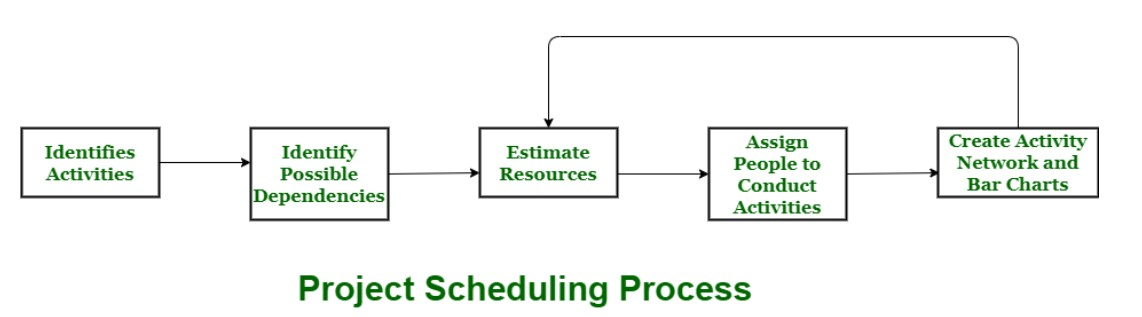 Identifies
Activities
Identify
Possible
Dependencies
Estimate
Resources
Assign
People to
Conduct
Activities
Create Activity
Network and
Bar Charts
Project Scheduling Process